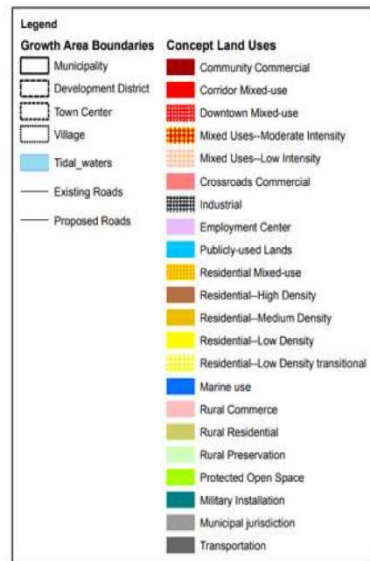 Legend
Growth Area Boundaries
Municipality
Development District
Town Center
Village
Tidal_waters
Existing Roads
Proposed Roads
Concept Land Uses
Community Commercial
Corridor Mixed-use
Downtown Mixed-use
Mixed Uses--Moderate Intensity
Mixed Uses--Low Intensity
Crossroads Commercial
Industrial
Employment Center
Publicly-used Lands
Residential Mixed-use
Residential--High Density
Residential--Medium Density
Residential--Low Density
Residential--Low Density transitional
Marine use
Rural Commerce
Rural Residential
Rural Preservation
Protected Open Space
Military Installation
Municipal jurisdiction
Transportation